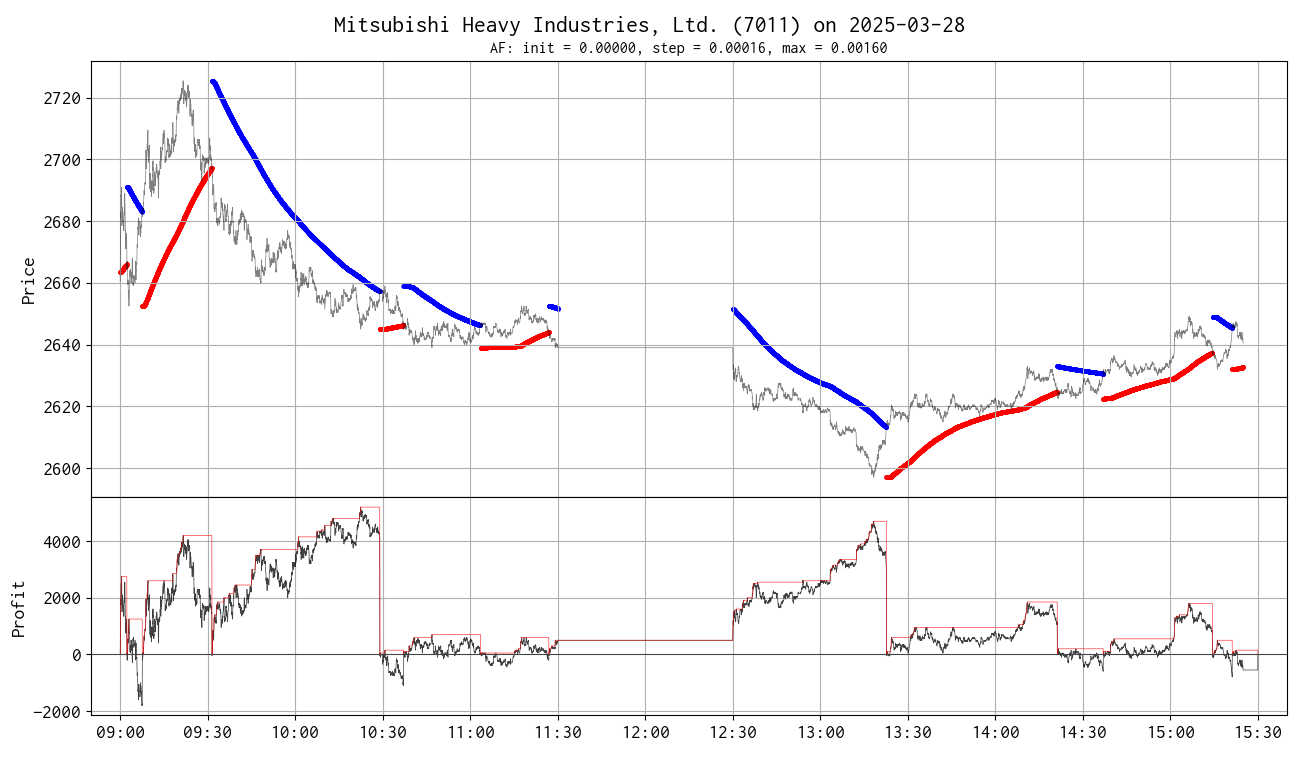 Mitsubishi Heavy Industries, Ltd. (7011) on 2025-03-28
AF: init = 0.00000, step = 0.00016, max = 0.00160
Price
2720
2700
2680
2660
2640
2620
2600
Profit
4000
2000
0
−2000
09:00 09:30 10:00 10:30 11:00 11:30 12:00 12:30 13:00 13:30 14:00 14:30 15:00 15:30